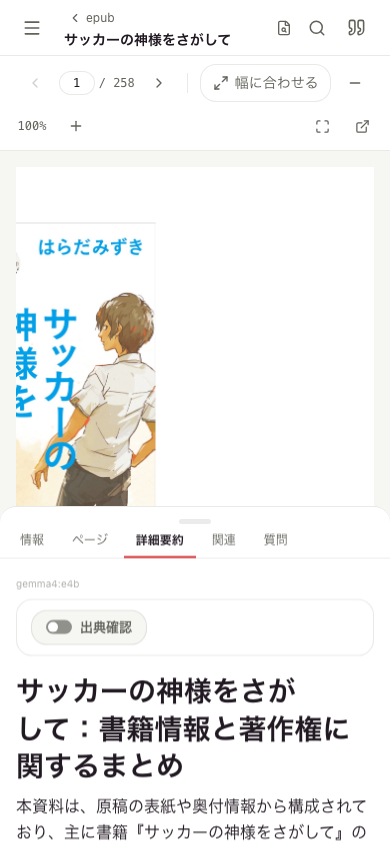 epub
サッカーの神様をさがして
1 / 258
幅に合わせる
100%
はらだみずき
サッカーの
神様を
情報 ページ 詳細要約 関連 質問
gemma4:e4b
出典確認
サッカーの神様をさが
して：書籍情報と著作権に
関するまとめ
本資料は、原稿の表紙や奥付情報から構成されて
おり、主に書籍『サッカーの神様をさがして』の